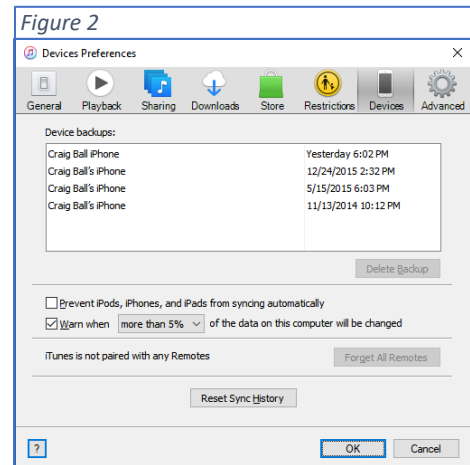 Figure 2
Devices Preferences
General Playback Sharing Downloads Store Restrictions Devices Advanced
Device backups:
Craig Ball iPhone Yesterday 6:02 PM
Craig Ball's iPhone 12/24/2015 2:32 PM
Craig Ball's iPhone 5/15/2015 6:03 PM
Craig Ball's iPhone 11/13/2014 10:12 PM
Delete Backup
Prevent iPods, iPhones, and iPads from syncing automatically
Warn when more than 5% of the data on this computer will be changed
iTunes is not paired with any Remotes Forget All Remotes
Reset Sync History
? OK Cancel